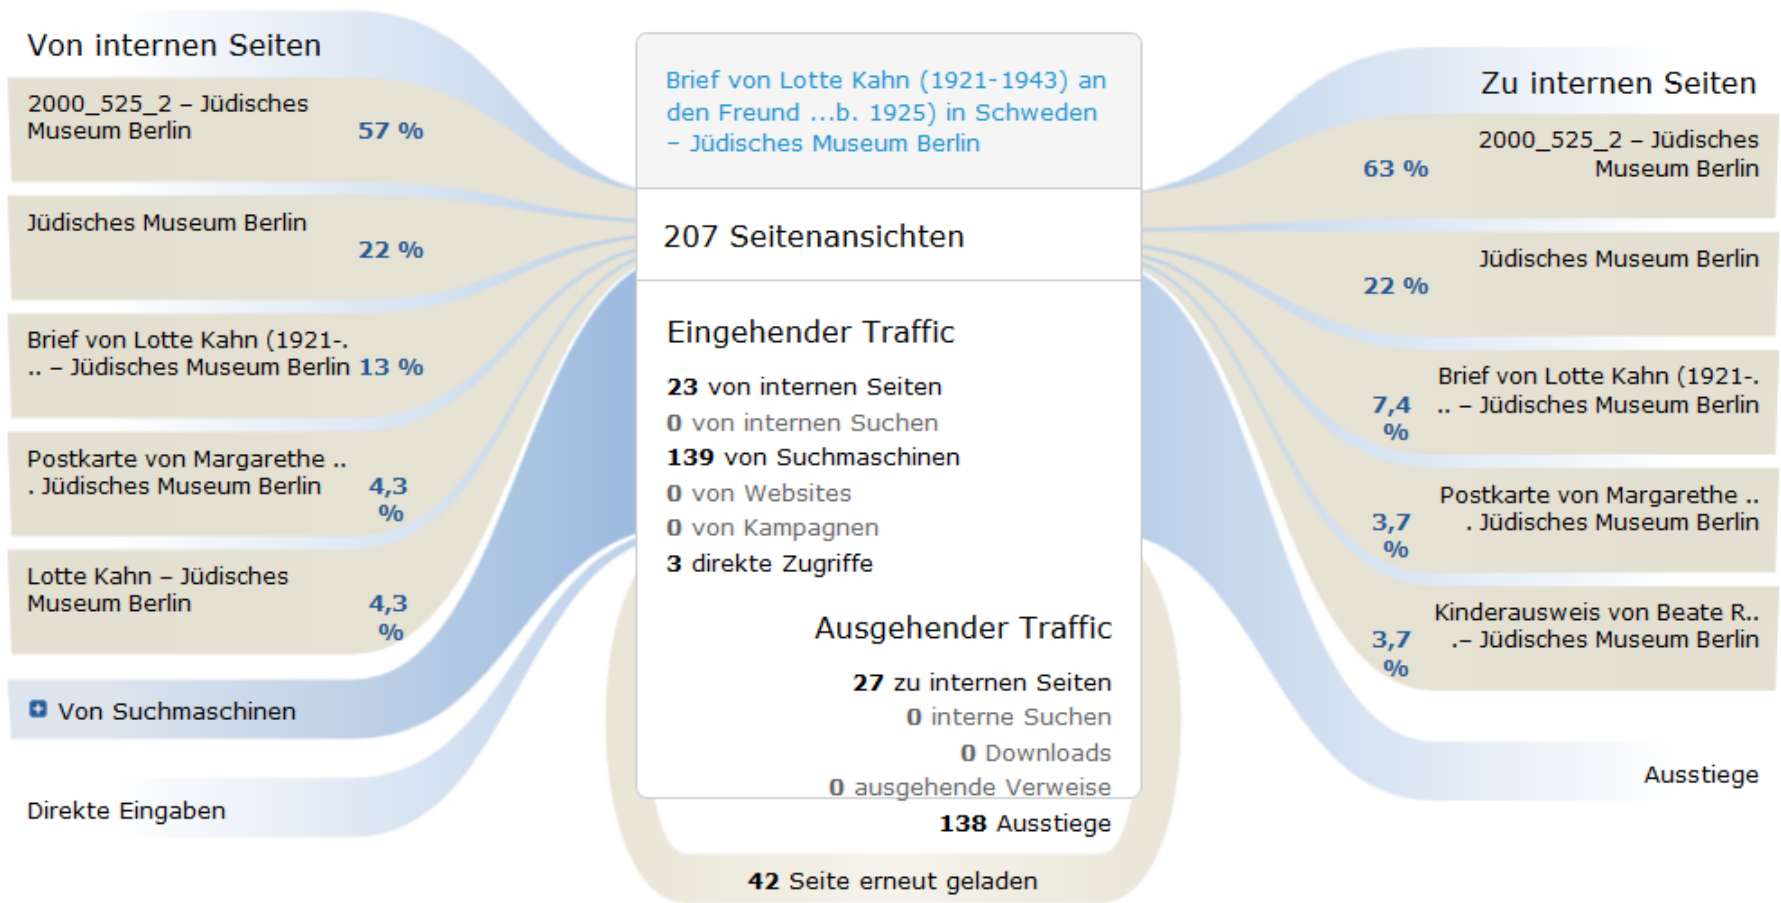 Von internen Seiten
2000_525_2 – Jüdisches
Museum Berlin 57 %
Jüdisches Museum Berlin
22 %
Brief von Lotte Kahn (1921-.
.. – Jüdisches Museum Berlin 13 %
Postkarte von Margarethe ..
. Jüdisches Museum Berlin 4,3
%
Lotte Kahn – Jüdisches
Museum Berlin 4,3
%
Von Suchmaschinen
Direkte Eingaben
Brief von Lotte Kahn (1921-1943) an
den Freund ...b. 1925) in Schweden
– Jüdisches Museum Berlin
207 Seitenansichten
Eingehender Traffic
23 von internen Seiten
0 von internen Suchen
139 von Suchmaschinen
0 von Websites
0 von Kampagnen
3 direkte Zugriffe
Ausgehender Traffic
27 zu internen Seiten
0 interne Suchen
0 Downloads
0 ausgehende Verweise
138 Ausstiege
42 Seite erneut geladen
Zu internen Seiten
2000_525_2 – Jüdisches
63 % Museum Berlin
Jüdisches Museum Berlin
22 %
Brief von Lotte Kahn (1921-.
7,4 .. – Jüdisches Museum Berlin
%
Postkarte von Margarethe ..
3,7 . Jüdisches Museum Berlin
%
Kinderausweis von Beate R..
3,7 .– Jüdisches Museum Berlin
%
Ausstiege